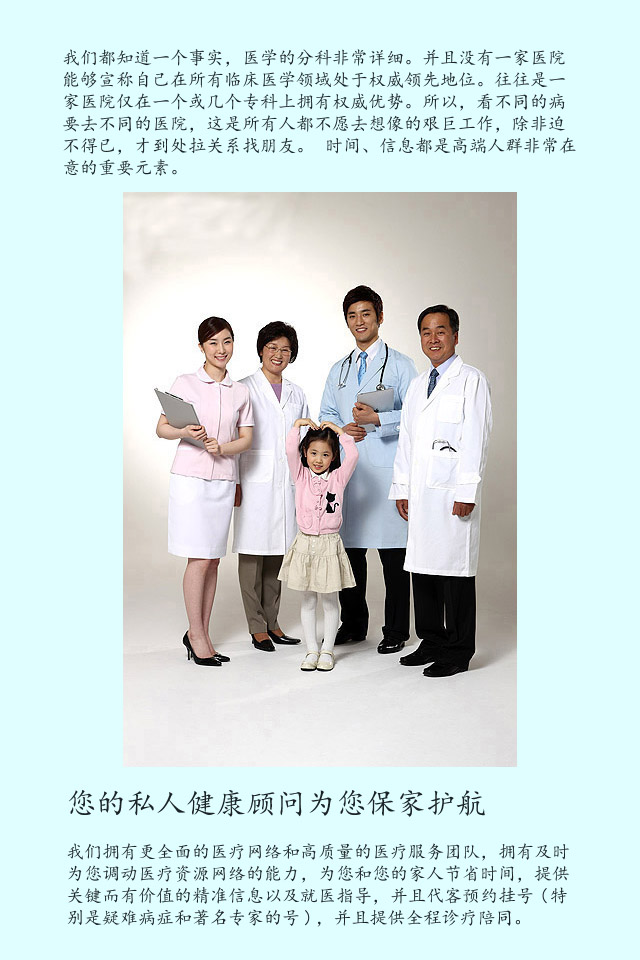 我们都知道一个事实，医学的分科非常详细。并且没有一家医院
能够宣称自己在所有临床医学领域处于权威领先地位。往往是一
家医院仅在一个或几个专科上拥有权威优势。所以，看不同的病
要去不同的医院，这是所有人都不愿去想像的艰巨工作，除非迫
不得已，才到处拉关系找朋友。 时间、信息都是高端人群非常在
意的重要元素。
您的私人健康顾问为您保家护航
我们拥有更全面的医疗网络和高质量的医疗服务团队，拥有及时
为您调动医疗资源网络的能力，为您和您的家人节省时间，提供
关键而有价值的精准信息以及就医指导，并且代客预约挂号（特
别是疑难病症和著名专家的号），并且提供全程诊疗陪同。